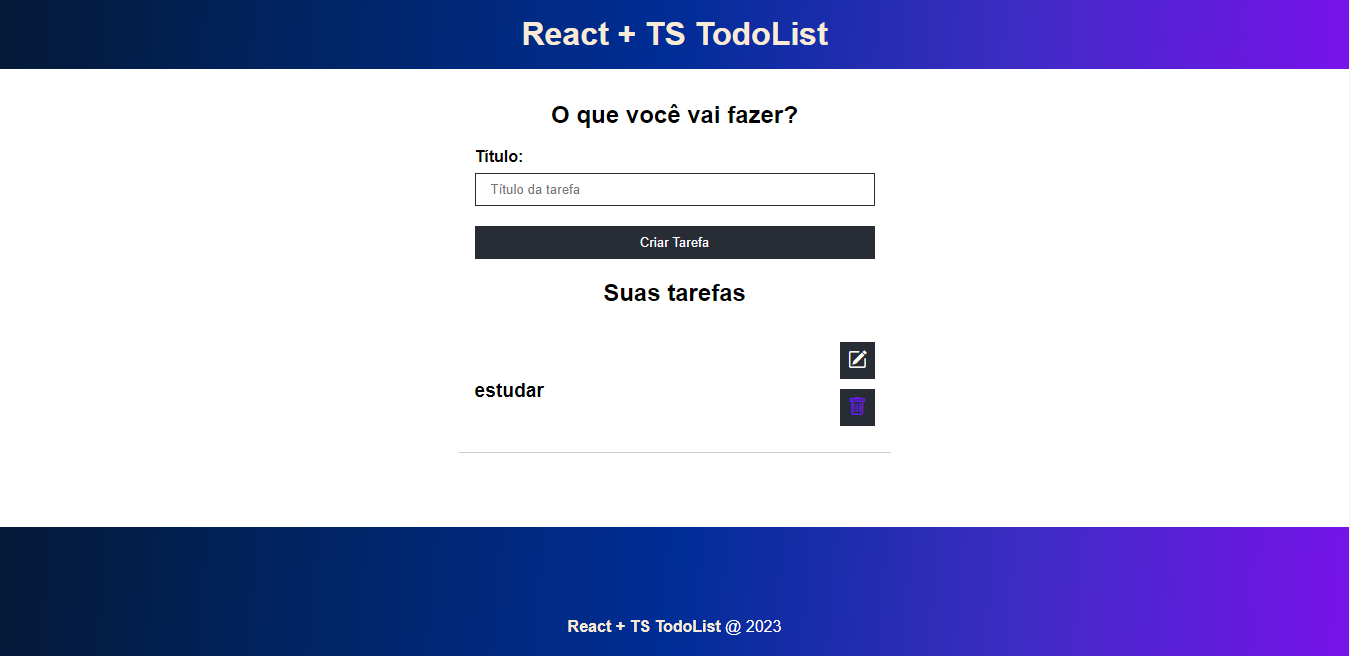 React + TS TodoList
O que você vai fazer?
Título:
Título da tarefa
Criar Tarefa
Suas tarefas
estudar
React + TS TodoList @ 2023